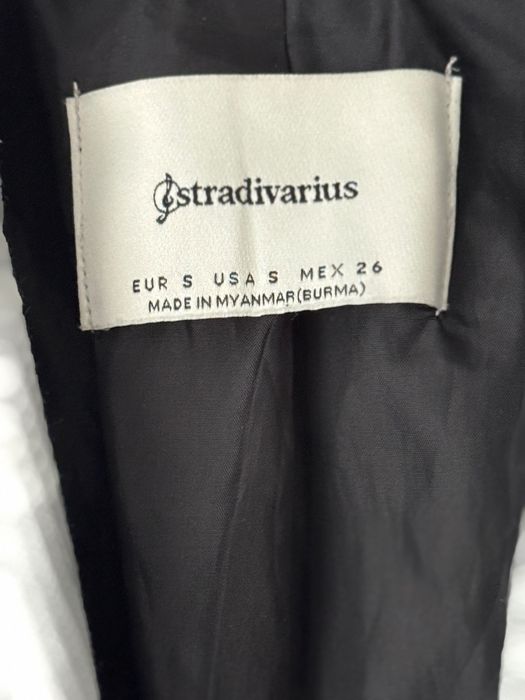 stradivarius
EUR S USA S MEX 26
MADE IN MYANMAR(BURMA)